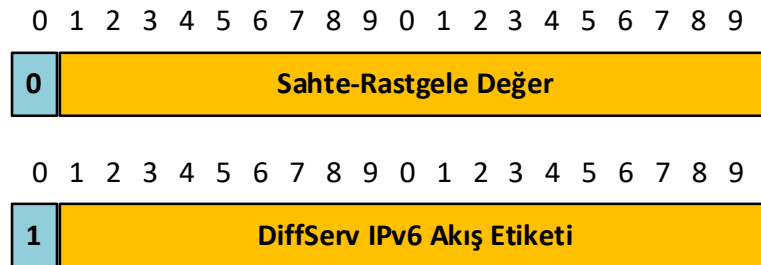 0 1 2 3 4 5 6 7 8 9 0 1 2 3 4 5 6 7 8 9
0 Sahte-Rastgele Değer
0 1 2 3 4 5 6 7 8 9 0 1 2 3 4 5 6 7 8 9
1 DiffServ IPv6 Akış Etiketi